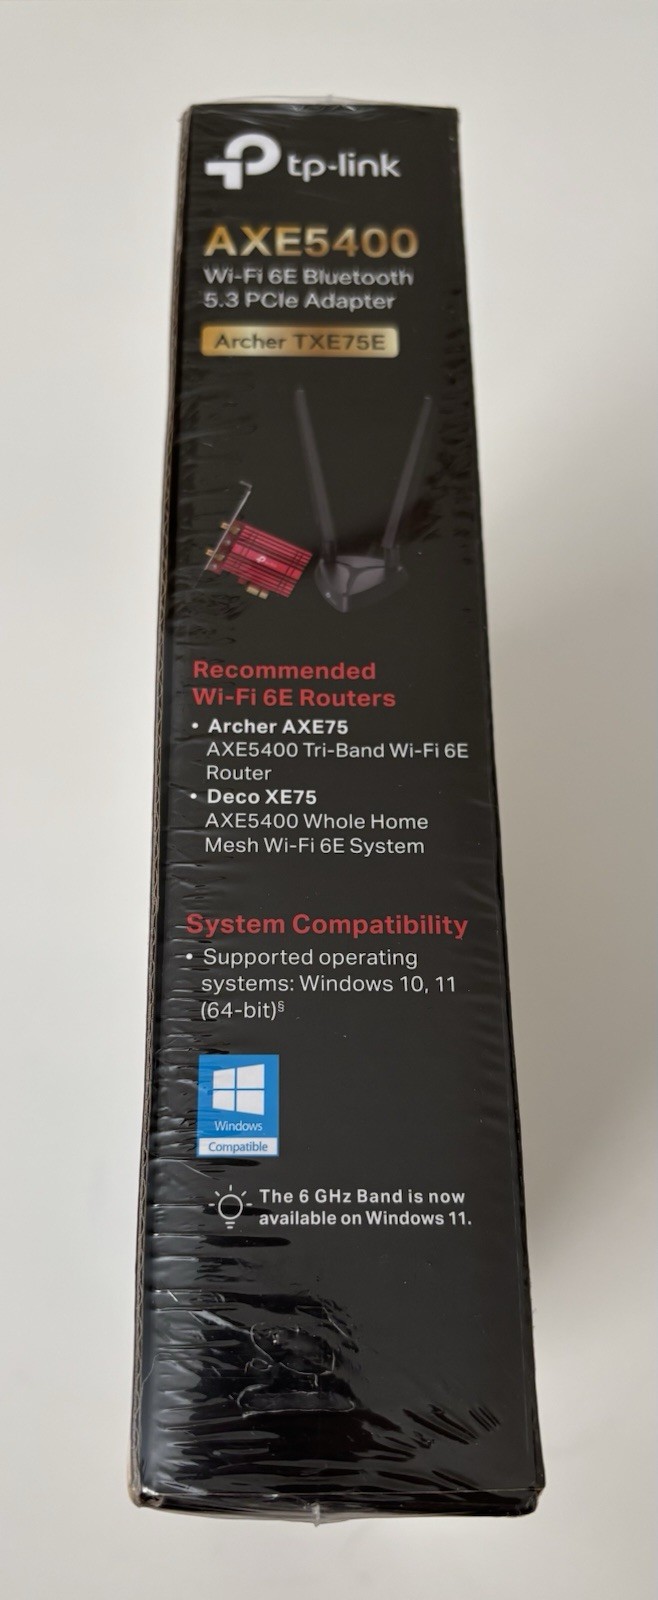 tp-link
AXE5400
Wi-Fi 6E Bluetooth
5.3 PCIe Adapter
Archer TXE75E
Recommended
Wi-Fi 6E Routers
• Archer AXE75
AXE5400 Tri-Band Wi-Fi 6E
Router
• Deco XE75
AXE5400 Whole Home
Mesh Wi-Fi 6E System
System Compatibility
• Supported operating
systems: Windows 10, 11
(64-bit)§
Windows
Compatible
The 6 GHz Band is now
available on Windows 11.